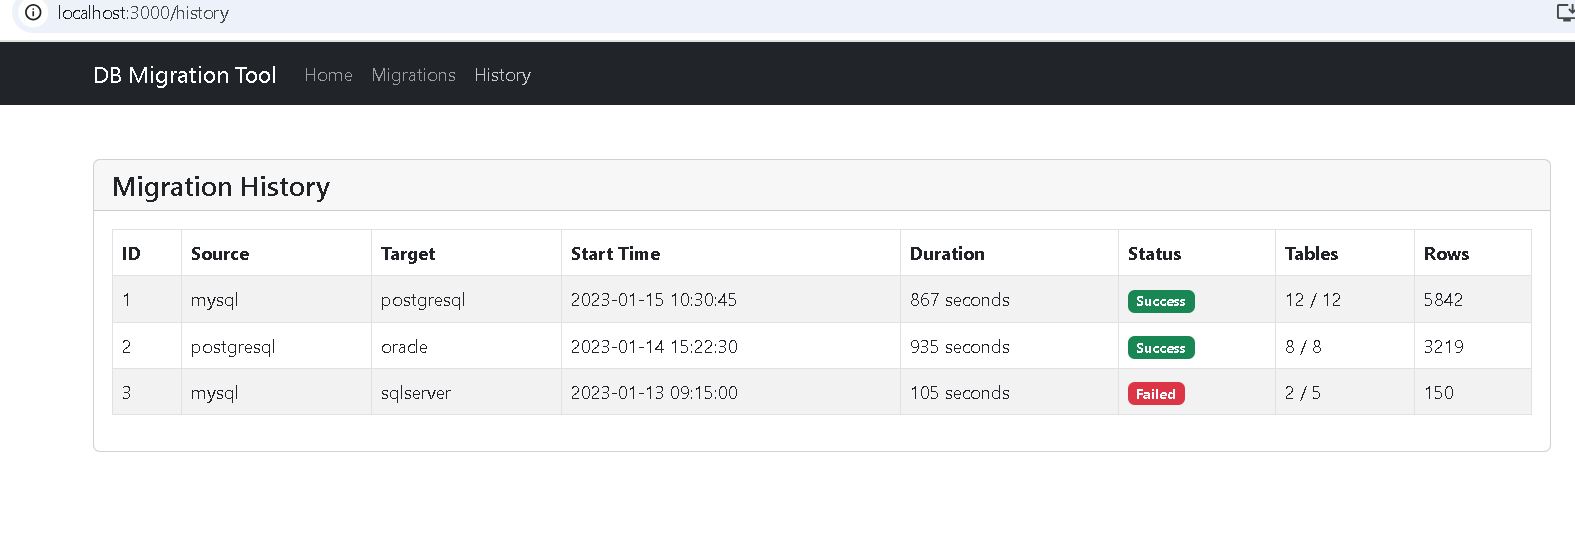 localhost:3000/history
DB Migration Tool Home Migrations History
Migration History
ID Source Target Start Time Duration Status Tables Rows
1 mysql postgresql 2023-01-15 10:30:45 867 seconds Success 12 / 12 5842
2 postgresql oracle 2023-01-14 15:22:30 935 seconds Success 8 / 8 3219
3 mysql sqlserver 2023-01-13 09:15:00 105 seconds Failed 2 / 5 150